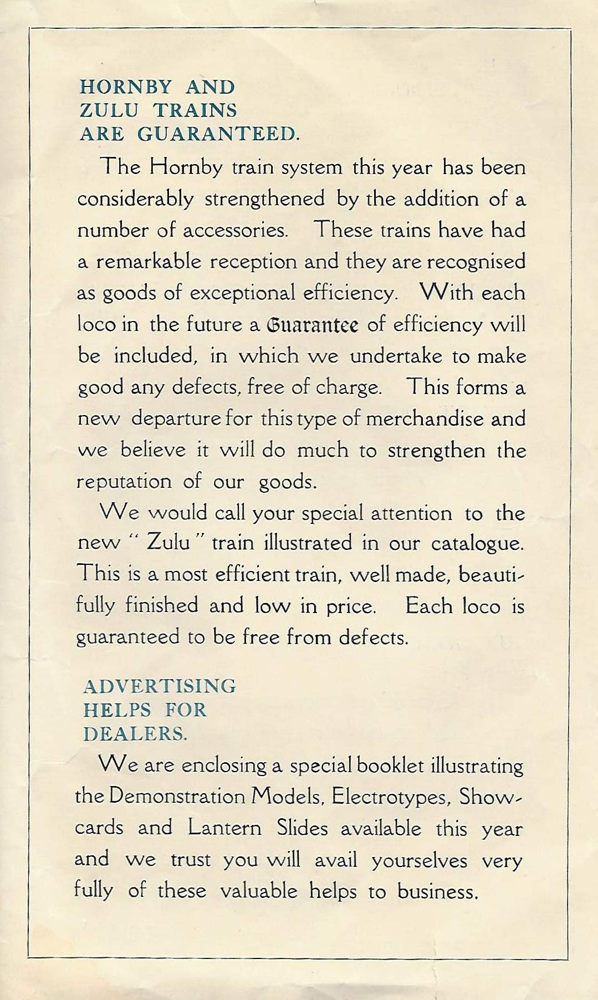 HORNBY AND
ZULU TRAINS
ARE GUARANTEED.
The Hornby train system this year has been
considerably strengthened by the addition of a
number of accessories. These trains have had
a remarkable reception and they are recognised
as goods of exceptional efficiency. With each
loco in the future a Guarantee of efficiency will
be included, in which we undertake to make
good any defects, free of charge. This forms a
new departure for this type of merchandise and
we believe it will do much to strengthen the
reputation of our goods.
We would call your special attention to the
new “ Zulu ” train illustrated in our catalogue.
This is a most efficient train, well made, beauti-
fully finished and low in price. Each loco is
guaranteed to be free from defects.
ADVERTISING
HELPS FOR
DEALERS.
We are enclosing a special booklet illustrating
the Demonstration Models, Electrotypes, Show-
cards and Lantern Slides available this year
and we trust you will avail yourselves very
fully of these valuable helps to business.